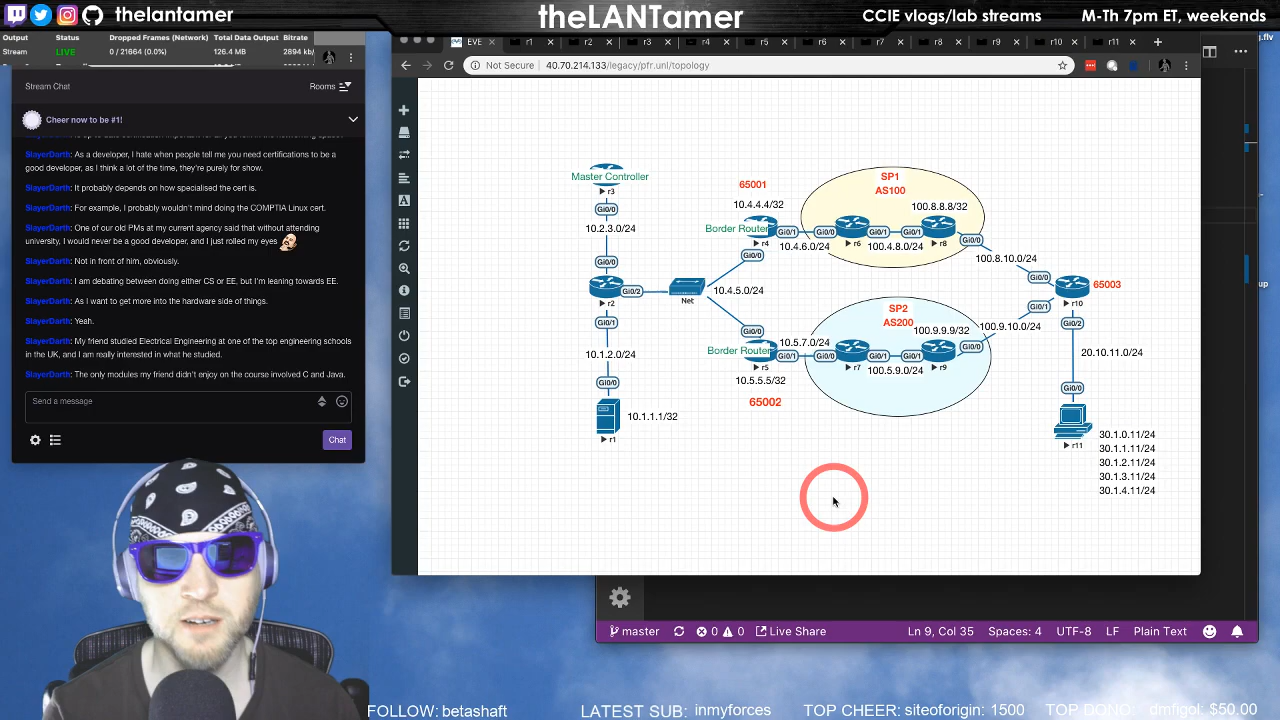 thelantamer
theLANTamer
CCIE vlogs/lab streams
M-Th 7pm ET, weekends
Output
Status
Dropped Frames (Network)
Total Data Output
Bitrate
Stream
LIVE
0 / 21664 (0.0%)
126.4 MB
2894 kb/
Stream Chat
Rooms
Cheer now to be #1!
SlayerDarth: As a developer, I hate when people tell me you need certifications to be a
good developer, as I think a lot of the time, they're purely for show.
SlayerDarth: It probably depends on how specialised the cert is.
SlayerDarth: For example, I probably wouldn't mind doing the COMPTIA Linux cert.
SlayerDarth: One of our old PMs at my current agency said that without attending
university, I would never be a good developer, and I just rolled my eyes
SlayerDarth: Not in front of him, obviously.
SlayerDarth: I am debating between doing either CS or EE, but I'm leaning towards EE.
SlayerDarth: As I want to get more into the hardware side of things.
SlayerDarth: Yeah.
SlayerDarth: My friend studied Electrical Engineering at one of the top engineering schools
in the UK, and I am really interested in what he studied.
SlayerDarth: The only modules my friend didn't enjoy on the course involved C and Java.
Send a message
Chat
EVE
r1
r2
r3
r4
r5
r6
r7
r8
r9
r10
r11
.flv
Not Secure
40.70.214.133/legacy/pfr.unl/topology
Master Controller
r3
Gi0/0
10.2.3.0/24
Gi0/0
r2
Gi0/2
Gi0/1
10.1.2.0/24
Gi0/0
r1
10.1.1.1/32
Net
10.4.5.0/24
65001
10.4.4.4/32
Border Router
r4
Gi0/1
Gi0/0
10.4.6.0/24
Gi0/0
Border Router
r5
Gi0/1
10.5.7.0/24
10.5.5.5/32
65002
SP1
AS100
Gi0/0
r6
Gi0/1
100.4.8.0/24
Gi0/1
r8
100.8.8.8/32
Gi0/0
100.8.10.0/24
SP2
AS200
100.9.9.9/32
Gi0/0
r7
Gi0/1
100.5.9.0/24
Gi0/1
r9
Gi0/0
100.9.10.0/24
Gi0/0
Gi0/1
r10
Gi0/2
20.10.11.0/24
Gi0/0
r11
30.1.0.11/24
30.1.1.11/24
30.1.2.11/24
30.1.3.11/24
30.1.4.11/24
up
master
0
0
Live Share
Ln 9, Col 35
Spaces: 4
UTF-8
LF
Plain Text
FOLLOW: betashaft
LATEST SUB: inmyforces
TOP CHEER: siteoforigin: 1500
TOP DONO: dmfigol: $50.00